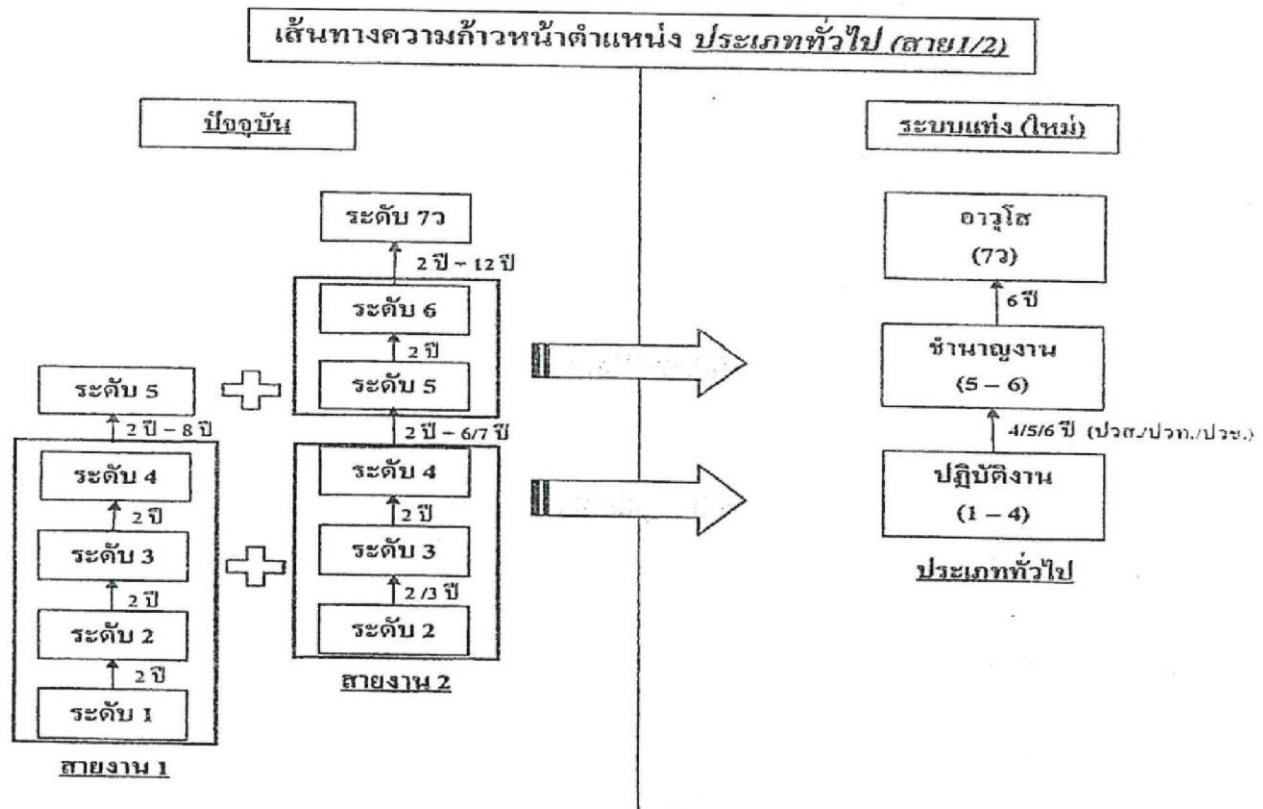 เส้นทางความก้าวหน้าตำแหน่ง ประเภททั่วไป (สาย1/2)
ปัจจุบัน
ระดับ 7ว
2 ปี – 12 ปี
ระดับ 6
2 ปี
ระดับ 5
ระดับ 5
2 ปี – 8 ปี
2 ปี – 6/7 ปี
ระดับ 4
2 ปี
ระดับ 3
2 ปี
ระดับ 2
2 ปี
ระดับ 1
สายงาน 1
ระดับ 4
2 ปี
ระดับ 3
2 /3 ปี
ระดับ 2
สายงาน 2
ระบบแท่ง (ใหม่)
อาวุโส
(7ว)
6 ปี
ชำนาญงาน
(5 – 6)
4/5/6 ปี (ปวส./ปวท./ปวช.)
ปฏิบัติงาน
(1 – 4)
ประเภททั่วไป